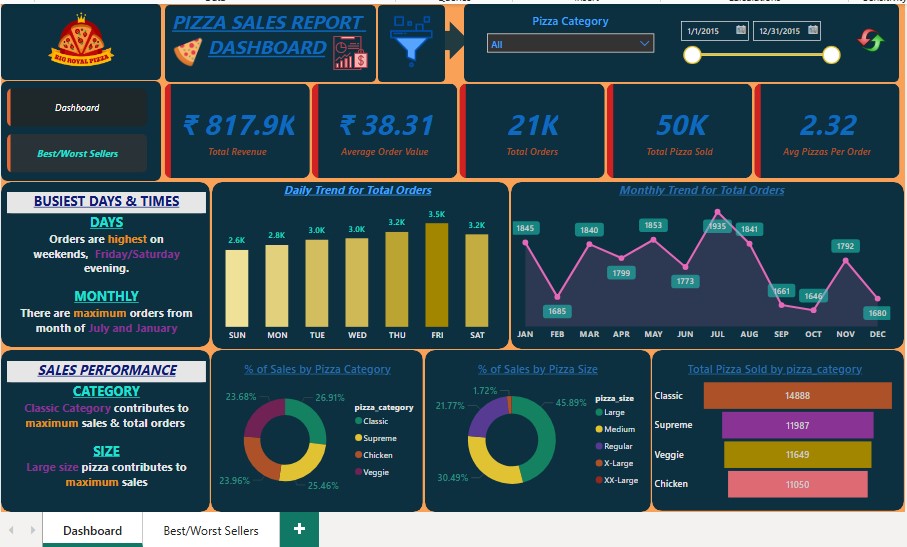 BIG ROYAL PIZZA
PIZZA SALES REPORT
DASHBOARD
Pizza Category
All
1/1/2015
12/31/2015
Dashboard
Best/Worst Sellers
₹ 817.9K
Total Revenue
₹ 38.31
Average Order Value
21K
Total Orders
50K
Total Pizza Sold
2.32
Avg Pizzas Per Order
BUSIEST DAYS & TIMES
DAYS
Orders are highest on
weekends, Friday/Saturday
evening.
MONTHLY
There are maximum orders from
month of July and January
Daily Trend for Total Orders
2.6K
2.8K
3.0K
3.0K
3.2K
3.5K
3.2K
SUN MON TUE WED THU FRI SAT
Monthly Trend for Total Orders
1845
1685
1840
1799
1853
1773
1935
1841
1661
1646
1792
1680
JAN FEB MAR APR MAY JUN JUL AUG SEP OCT NOV DEC
SALES PERFORMANCE
CATEGORY
Classic Category contributes to
maximum sales & total orders
SIZE
Large size pizza contributes to
maximum sales
% of Sales by Pizza Category
23.68%
26.91%
23.96%
25.46%
pizza_category
Classic
Supreme
Chicken
Veggie
% of Sales by Pizza Size
1.72%
21.77%
45.89%
30.49%
pizza_size
Large
Medium
Regular
X-Large
XX-Large
Total Pizza Sold by pizza_category
Classic 14888
Supreme 11987
Veggie 11649
Chicken 11050
Dashboard
Best/Worst Sellers
+